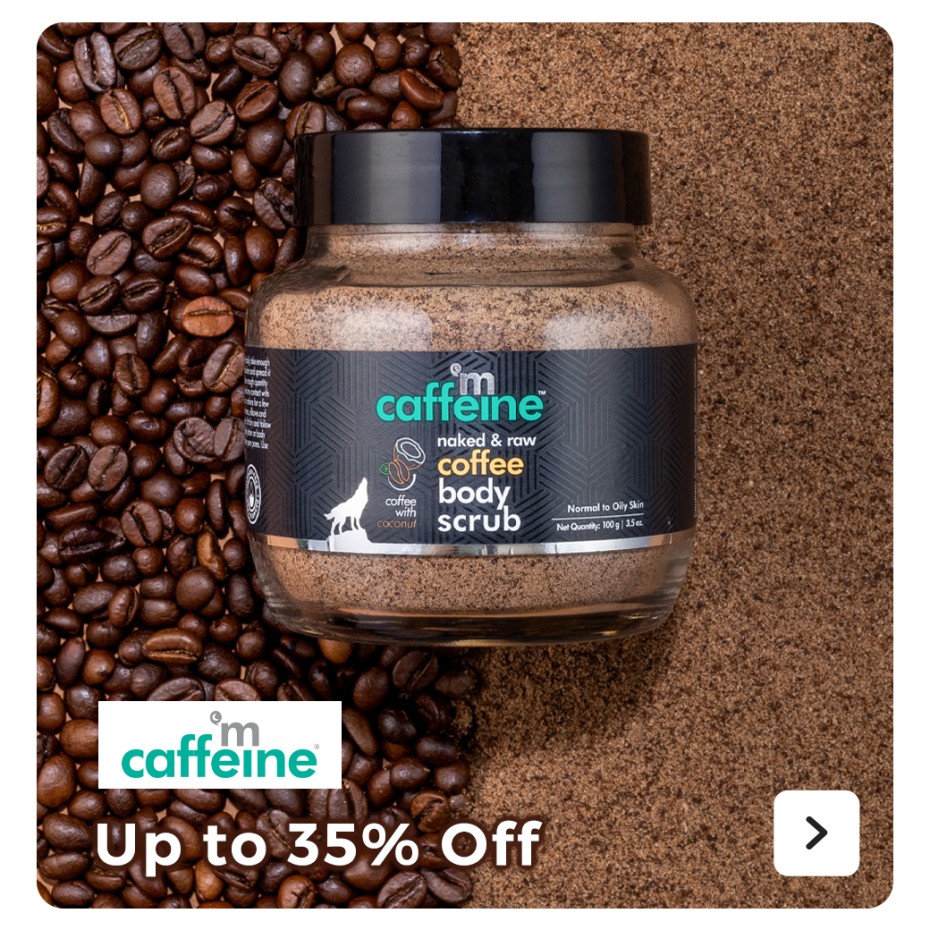 'm
caffeine™
naked & raw
coffee
body
scrub
coffee
with
coconut
Normal to Oily Skin
Net Quantity: 100 g | 3.5 oz.
'm
caffeine®
Up to 35% Off